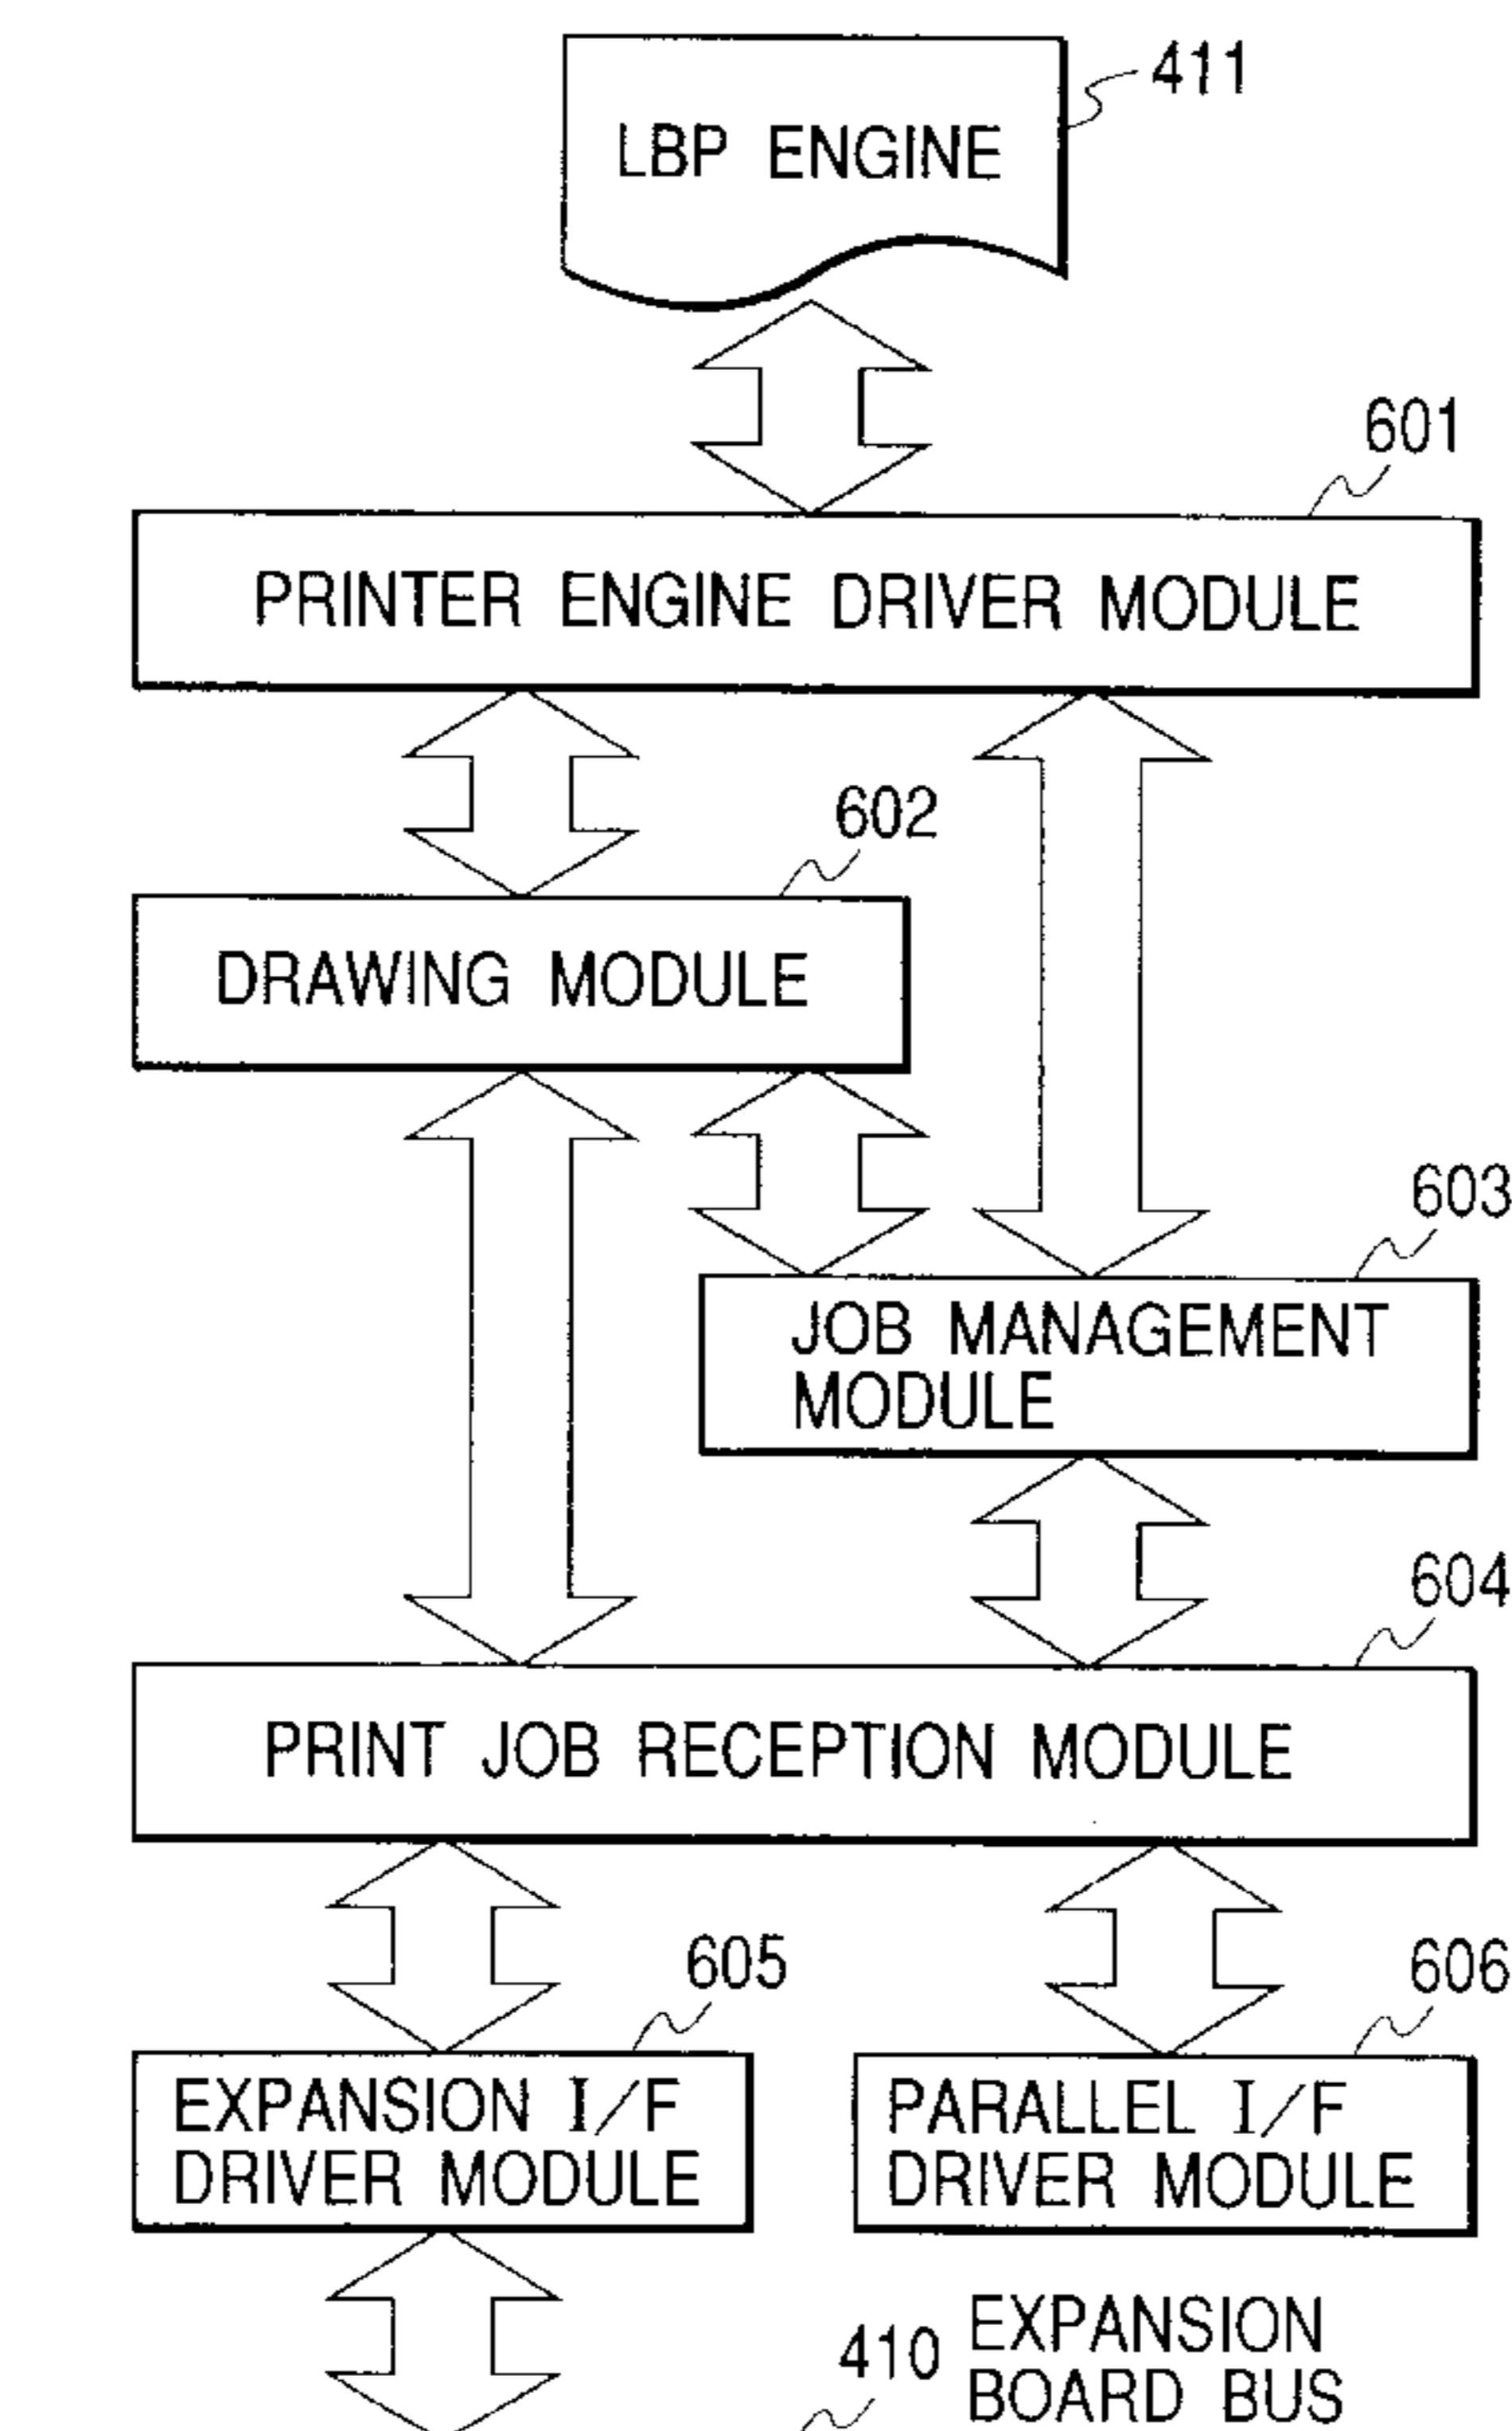 411
LBP ENGINE
601
PRINTER ENGINE DRIVER MODULE
602
DRAWING MODULE
603
JOB MANAGEMENT
MODULE
604
PRINT JOB RECEPTION MODULE
605
606
EXPANSION I/F
DRIVER MODULE
PARALLEL I/F
DRIVER MODULE
410
EXPANSION
BOARD BUS